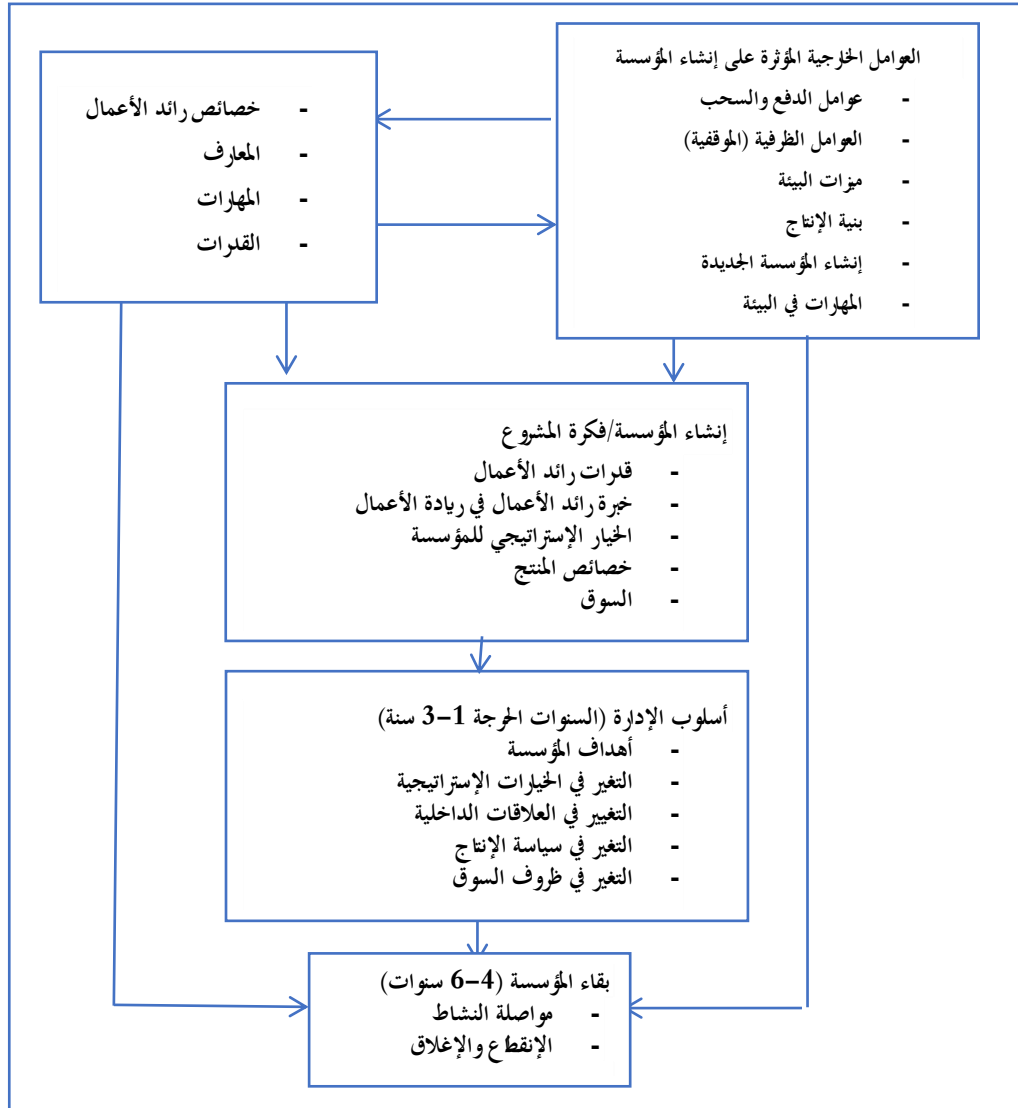 العوامل الخارجية المؤثرة على إنشاء المؤسسة
- عوامل الدفع والسحب
- العوامل الظرفية (الموقفية)
- ميزات البيئة
- بنية الإنتاج
- إنشاء المؤسسة الجديدة
- المهارات في البيئة
- خصائص رائد الأعمال
- المعارف
- المهارات
- القدرات
إنشاء المؤسسة/فكرة المشروع
- قدرات رائد الأعمال
- خبرة رائد الأعمال في ريادة الأعمال
- الخيار الإستراتيجي للمؤسسة
- خصائص المنتج
- السوق
أسلوب الإدارة (السنوات الحرجة 1-3 سنة)
- أهداف المؤسسة
- التغير في الخيارات الإستراتيجية
- التغيير في العلاقات الداخلية
- التغير في سياسة الإنتاج
- التغير في ظروف السوق
بقاء المؤسسة (4-6 سنوات)
- مواصلة النشاط
- الإنقطاع والإغلاق